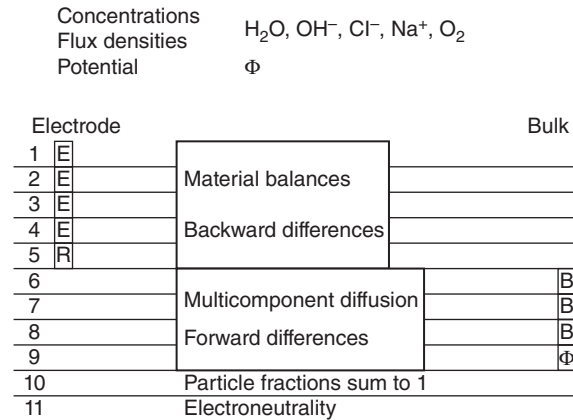 Concentrations
Flux densities
H₂O, OH⁻, Cl⁻, Na⁺, O₂
Potential Φ
Electrode Bulk
1 E
2 E Material balances
3 E
4 E Backward differences
5 R
6 B
7 Multicomponent diffusion B
8 Forward differences B
9 Φ
10 Particle fractions sum to 1
11 Electroneutrality